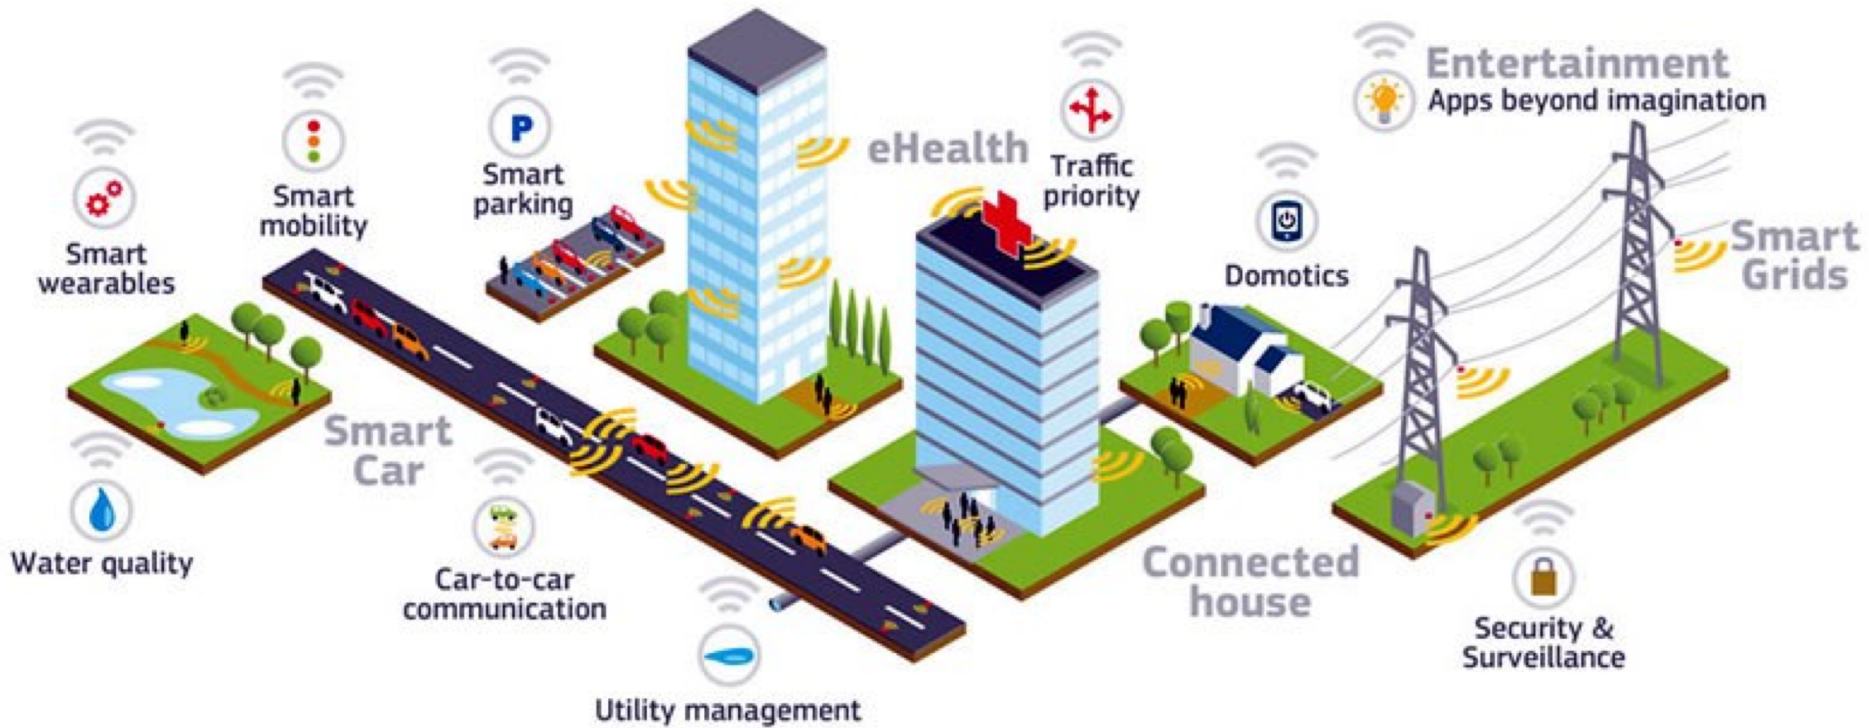 Entertainment
Apps beyond imagination
eHealth
Traffic
priority
P
Smart
parking
Smart
mobility
Smart
wearables
Domotics
Smart
Grids
Smart
Car
Water quality
Car-to-car
communication
Connected
house
Security &
Surveillance
Utility management